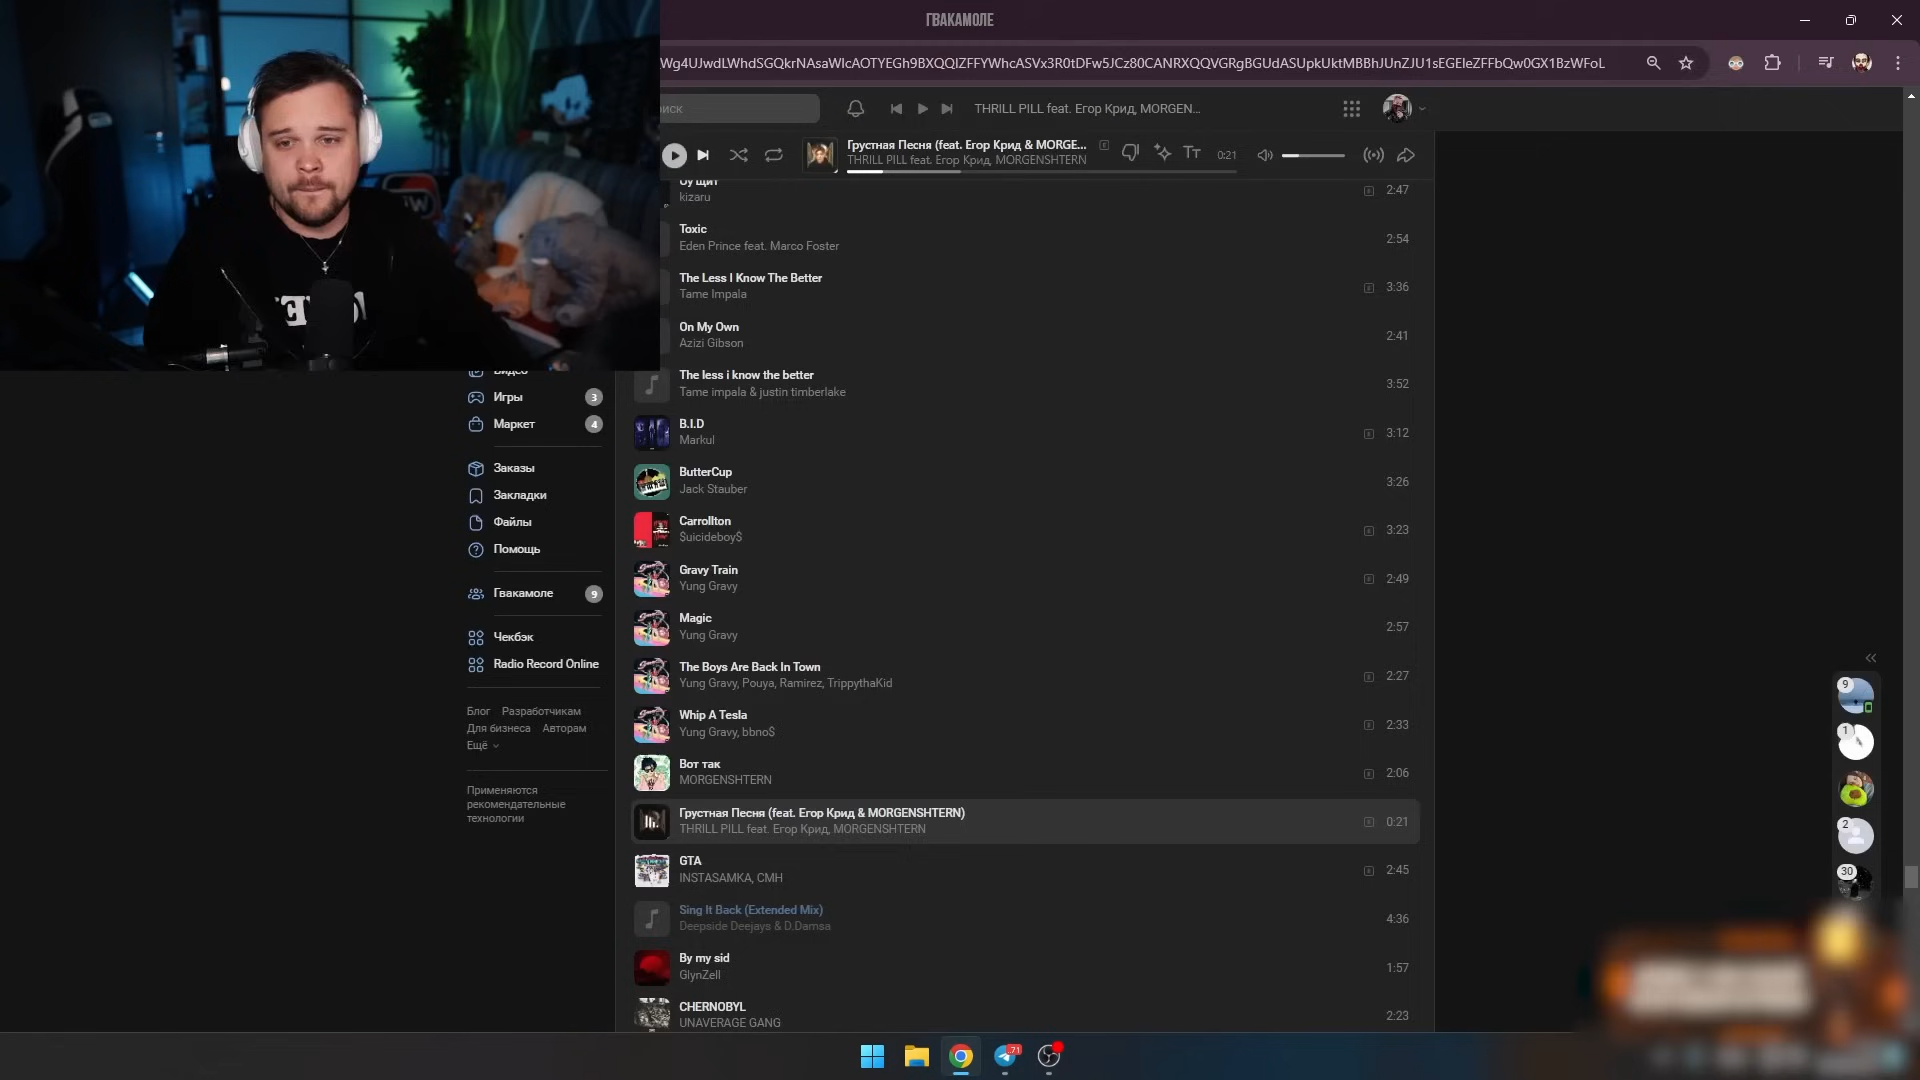 ГВАКАМОЛЕ
Wg4UJwdLWhdSGQkrNAsaWlcAOTYEGh9BXQQIZFFYWhcASVx3R0tDFw5JCz80CANRXQQVGRgBGUdASUpkUktMBBhJUnZJU1sEGEleZFFbQw0GX1BzWFoL
иск
THRILL PILL feat. Егор Крид, MORGEN...
Грустная Песня (feat. Егор Крид & MORGE...
THRILL PILL feat. Егор Крид, MORGENSHTERN
0:21
kizaru
2:47
Toxic
Eden Prince feat. Marco Foster
2:54
The Less I Know The Better
Tame Impala
3:36
On My Own
Azizi Gibson
2:41
The less i know the better
Tame impala & justin timberlake
3:52
B.I.D
Markul
3:12
ButterCup
Jack Stauber
3:26
Carrollton
$uicideboy$
3:23
Gravy Train
Yung Gravy
2:49
Magic
Yung Gravy
2:57
The Boys Are Back In Town
Yung Gravy, Pouya, Ramirez, TrippythaKid
2:27
Whip A Tesla
Yung Gravy, bbno$
2:33
Вот так
MORGENSHTERN
2:06
Грустная Песня (feat. Егор Крид & MORGENSHTERN)
THRILL PILL feat. Егор Крид, MORGENSHTERN
0:21
GTA
INSTASAMKA, CMH
2:45
Sing It Back (Extended Mix)
Deepside Deejays & D.Damsa
4:36
By my sid
GlynZell
1:57
CHERNOBYL
UNAVERAGE GANG
2:23
Видео
Игры 3
Маркет 4
Заказы
Закладки
Файлы
Помощь
Гвакамоле 9
Чекбэк
Radio Record Online
Блог Разработчикам
Для бизнеса Авторам
Ещё
Применяются
рекомендательные
технологии
9
1
2
30
71